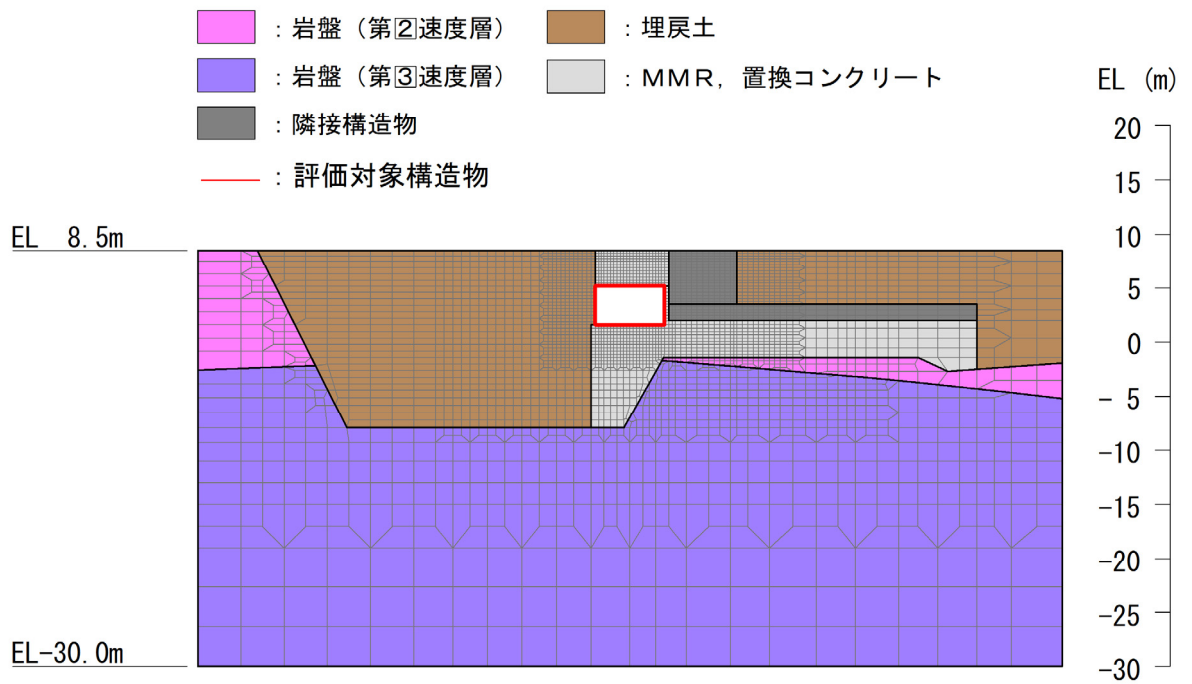 ：岩盤（第②速度層）
：埋戻土
：岩盤（第③速度層）
：ＭＭＲ，置換コンクリート
：隣接構造物
：評価対象構造物
EL (m)
20
15
10
5
0
- 5
-10
-15
-20
-25
-30
EL 8.5m
EL-30.0m